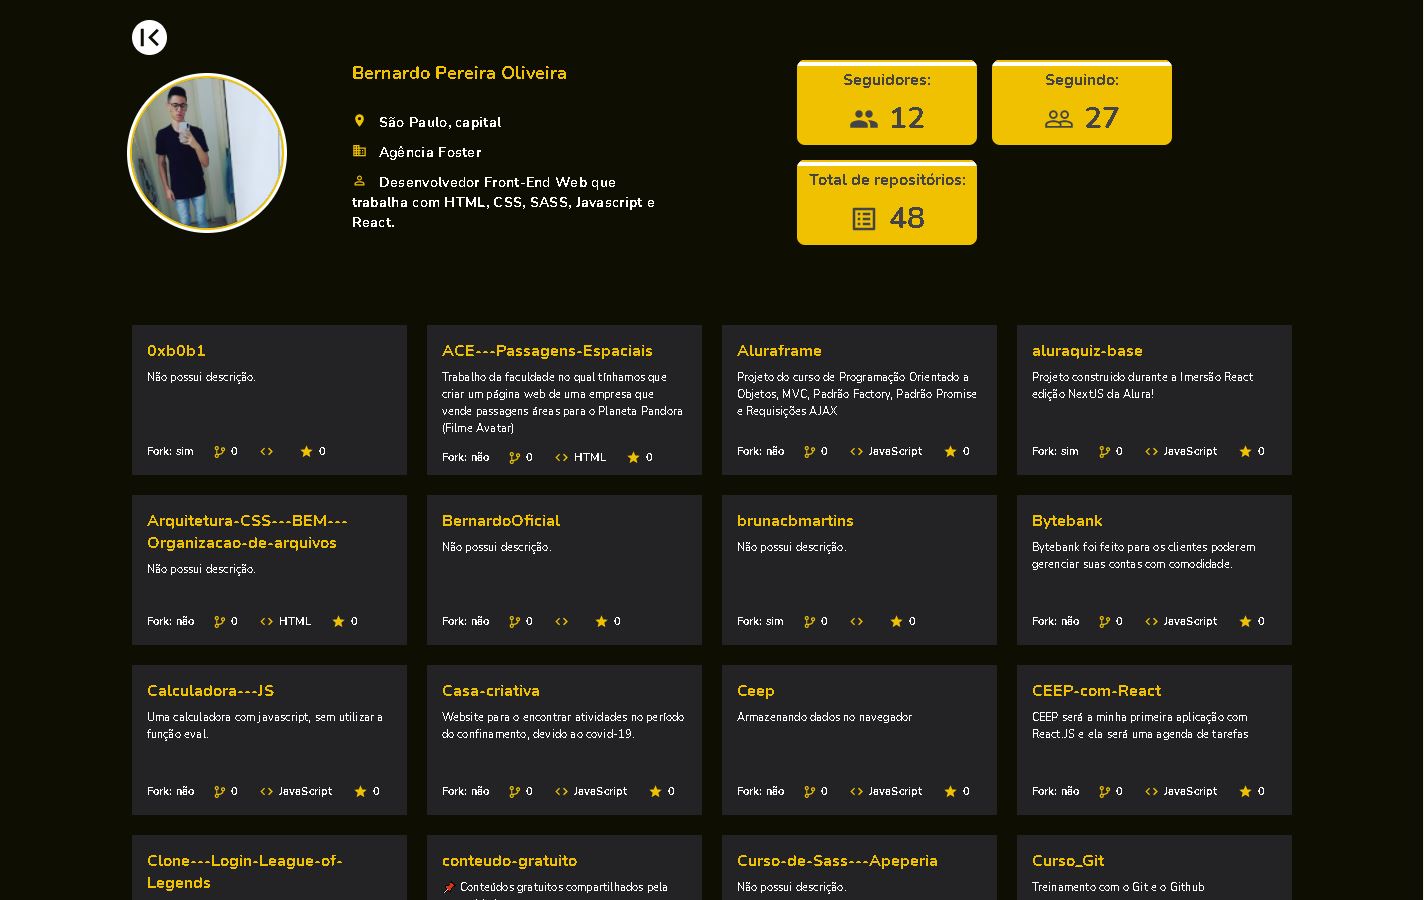 Bernardo Pereira Oliveira
São Paulo, capital
Agência Foster
Desenvolvedor Front-End Web que
trabalha com HTML, CSS, SASS, Javascript e
React.
Seguidores:
12
Seguindo:
27
Total de repositórios:
48
0xb0b1
Não possui descrição.
Fork: sim 0 0
ACE---Passagens-Espaciais
Trabalho da faculdade no qual tínhamos que
criar um página web de uma empresa que
vende passagens áreas para o Planeta Pandora
(Filme Avatar)
Fork: não 0 HTML 0
Aluraframe
Projeto do curso de Programação Orientado a
Objetos, MVC, Padrão Factory, Padrão Promise
e Requisições AJAX
Fork: não 0 JavaScript 0
aluraquiz-base
Projeto construido durante a Imersão React
edição NextJS da Alura!
Fork: sim 0 JavaScript 0
Arquitetura-CSS---BEM---
Organizacao-de-arquivos
Não possui descrição.
Fork: não 0 HTML 0
BernardoOficial
Não possui descrição.
Fork: não 0 0
brunacbmartins
Não possui descrição.
Fork: sim 0 0
Bytebank
Bytebank foi feito para os clientes poderem
gerenciar suas contas com comodidade.
Fork: não 0 JavaScript 0
Calculadora---JS
Uma calculadora com javascript, sem utilizar a
função eval.
Fork: não 0 JavaScript 0
Casa-criativa
Website para o encontrar atividades no período
do confinamento, devido ao covid-19.
Fork: não 0 JavaScript 0
Ceep
Armazenando dados no navegador
Fork: não 0 JavaScript 0
CEEP-com-React
CEEP será a minha primeira aplicação com
React.JS e ela será uma agenda de tarefas
Fork: não 0 JavaScript 0
Clone---Login-League-of-
Legends
conteudo-gratuito
📌 Conteúdos gratuitos compartilhados pela
Curso-de-Sass---Apeperia
Não possui descrição.
Curso_Git
Treinamento com o Git e o Github